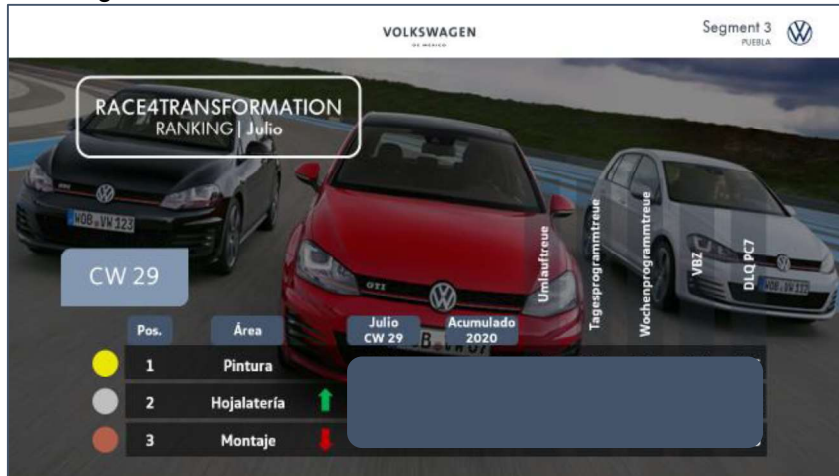 VOLKSWAGEN
DE MEXICO
Segment 3
PUEBLA
RACE4TRANSFORMATION
RANKING | Julio
WOB VW 123
CW 29
GTI
Umlauftreue
Tagesprogrammtreue
Wochenprogrammtreue
VBZ
DLQ PC7
Pos.
Área
Julio
CW 29
Acumulado
2020
1 Pintura
2 Hojalatería
3 Montaje